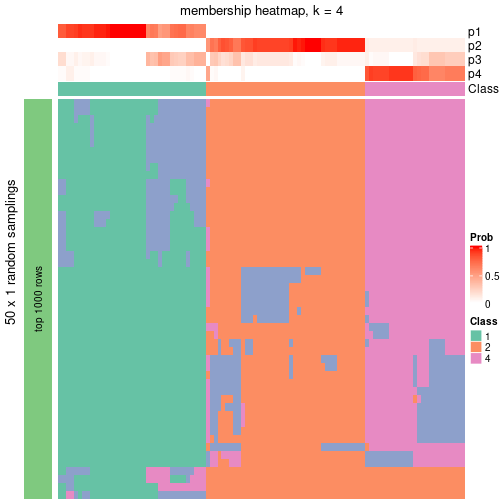 membership heatmap, k = 4
p1
p2
p3
p4
Class
50 x 1 random samplings
top 1000 rows
Prob
1
0.5
0
Class
1
2
4